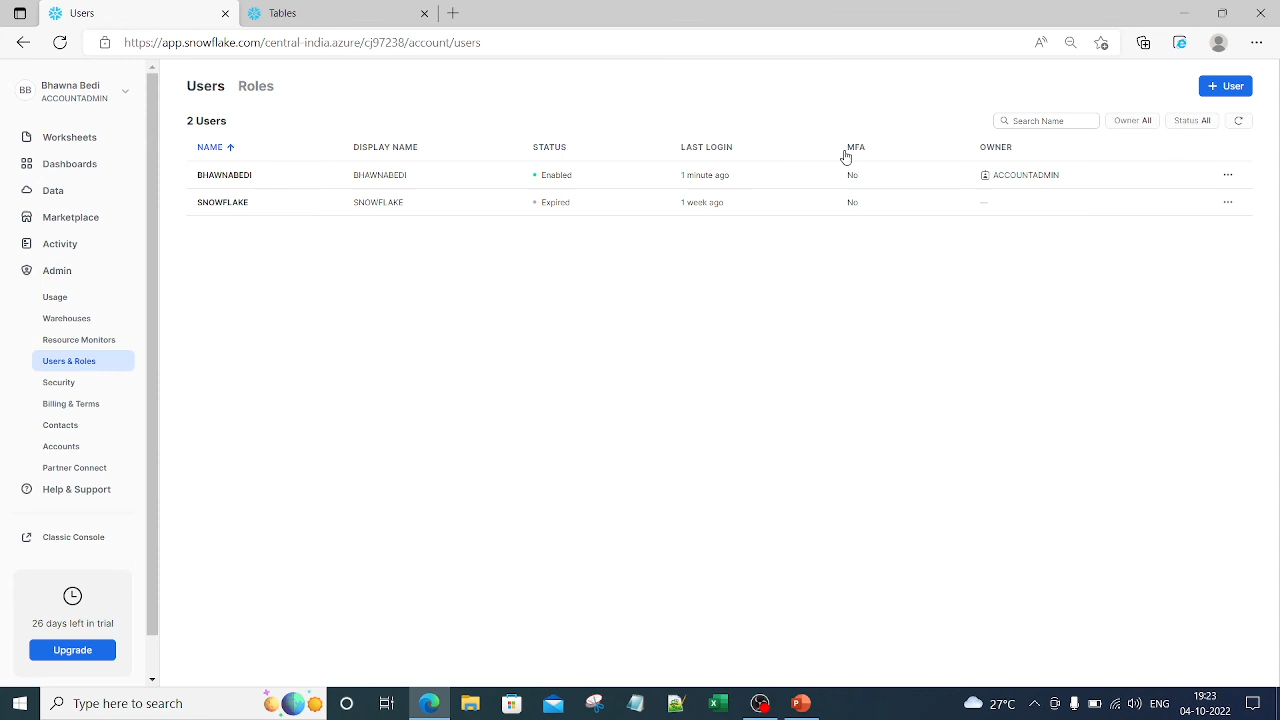 Users
Tables
https://app.snowflake.com/central-india.azure/cj97238/account/users
BB
Bhawna Bedi
ACCOUNTADMIN
Worksheets
Dashboards
Data
Marketplace
Activity
Admin
Usage
Warehouses
Resource Monitors
Users & Roles
Security
Billing & Terms
Contacts
Accounts
Partner Connect
Help & Support
Classic Console
26 days left in trial
Upgrade
Users Roles
+ User
2 Users
Search Name
Owner All
Status All
NAME DISPLAY NAME STATUS LAST LOGIN MFA OWNER
BHAWNABEDI BHAWNABEDI Enabled 1 minute ago No ACCOUNTADMIN
SNOWFLAKE SNOWFLAKE Expired 1 week ago No —
Type here to search
27°C
ENG
19:23
04-10-2022